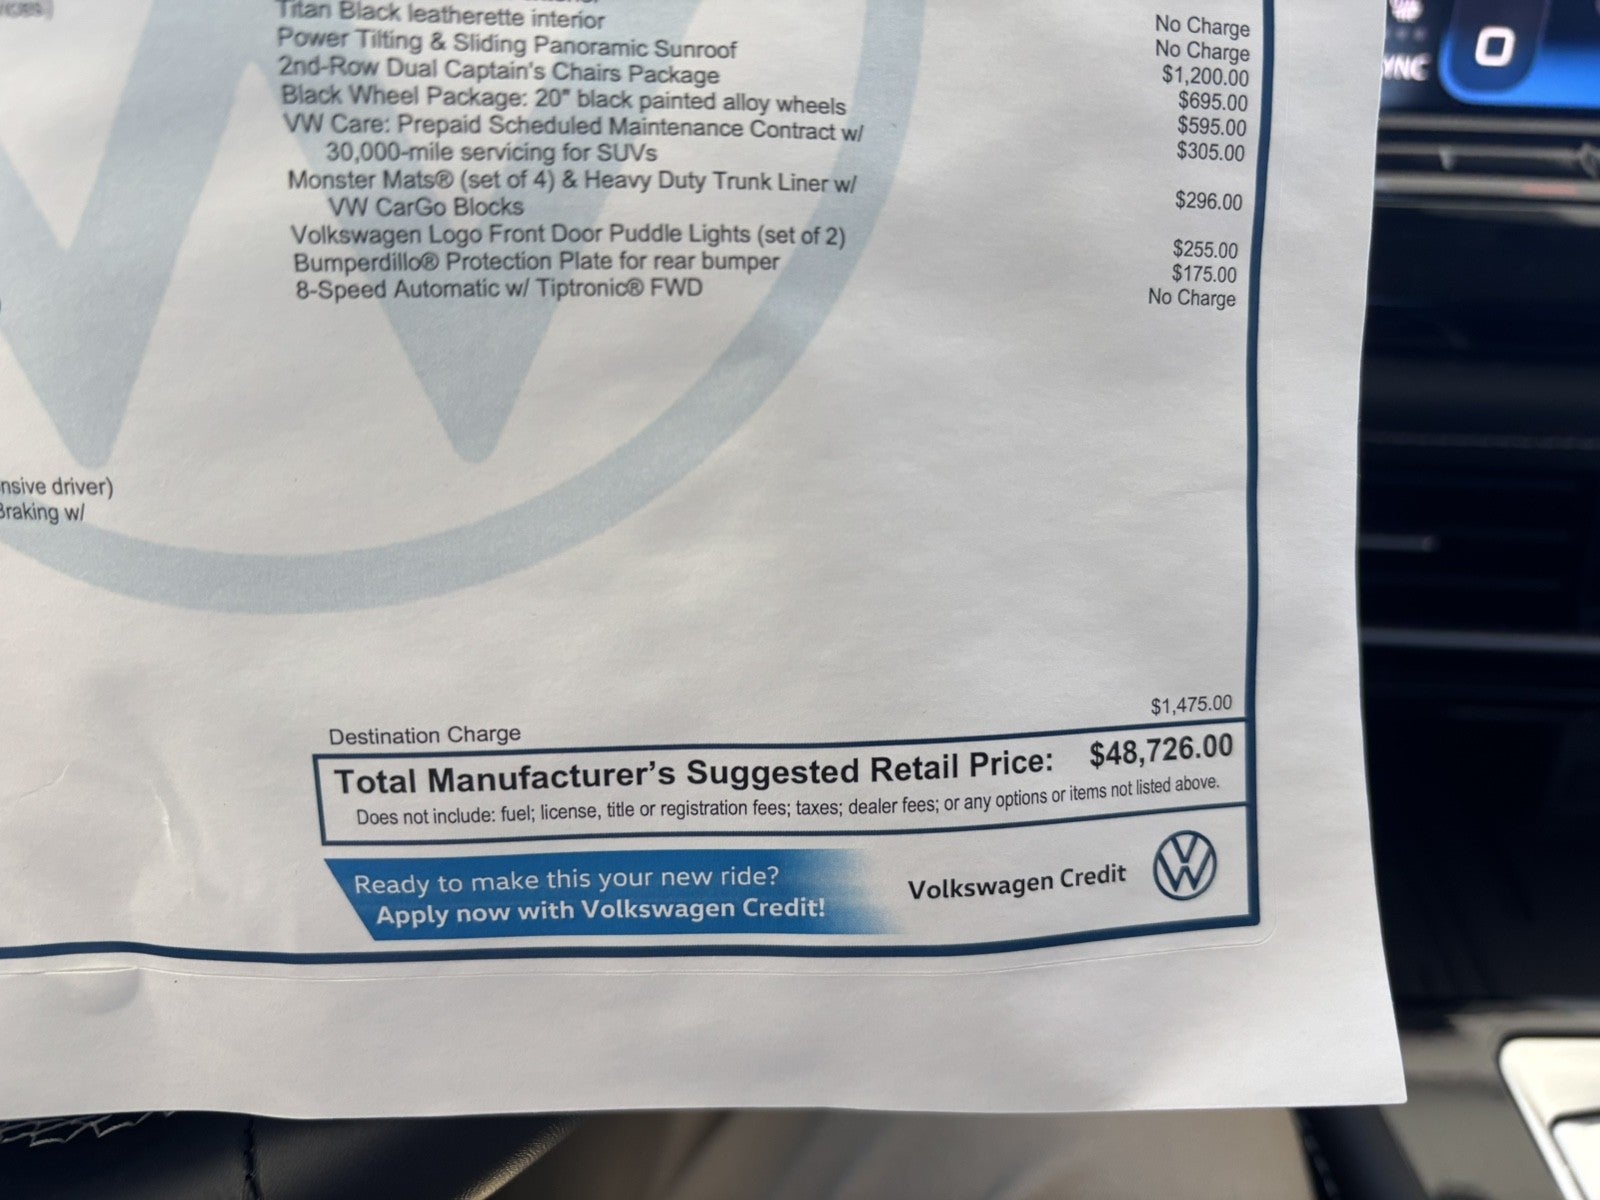 Titan Black leatherette interior No Charge
Power Tilting & Sliding Panoramic Sunroof No Charge
2nd-Row Dual Captain's Chairs Package $1,200.00
Black Wheel Package: 20" black painted alloy wheels $695.00
VW Care: Prepaid Scheduled Maintenance Contract w/ $595.00
30,000-mile servicing for SUVs $305.00
Monster Mats® (set of 4) & Heavy Duty Trunk Liner w/
VW CarGo Blocks $296.00
Volkswagen Logo Front Door Puddle Lights (set of 2) $255.00
Bumperdillo® Protection Plate for rear bumper $175.00
8-Speed Automatic w/ Tiptronic® FWD No Charge
nsive driver)
Braking w/
Destination Charge $1,475.00
Total Manufacturer's Suggested Retail Price: $48,726.00
Does not include: fuel; license, title or registration fees; taxes; dealer fees; or any options or items not listed above.
Ready to make this your new ride?
Apply now with Volkswagen Credit!
Volkswagen Credit
YNC